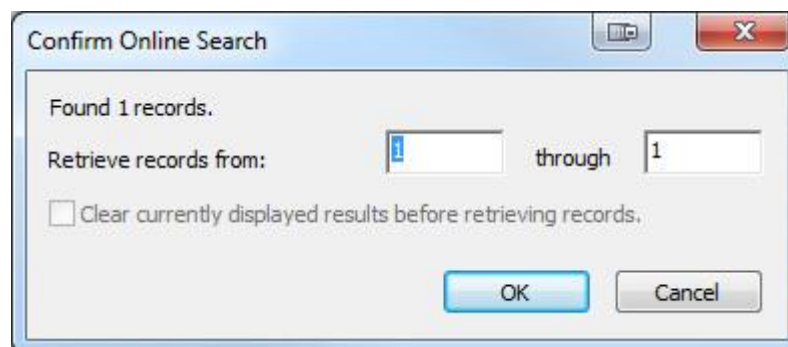 Confirm Online Search
Found 1 records.
Retrieve records from: 1 through 1
Clear currently displayed results before retrieving records.
OK Cancel